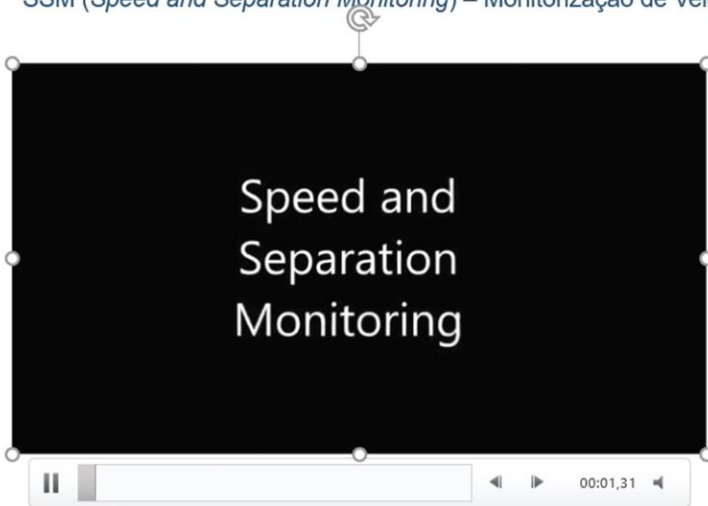 SSM (Speed and Separation Monitoring) – Monitorização de
Speed and
Separation
Monitoring
00:01,31